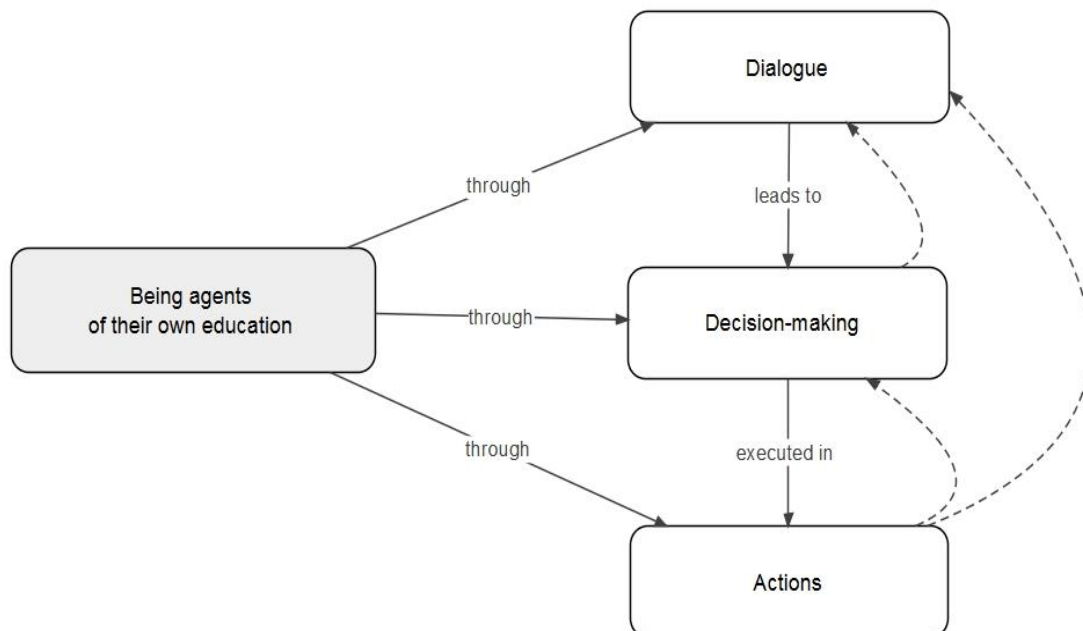 Dialogue
through
leads to
Being agents
of their own education
through
Decision-making
through
executed in
Actions